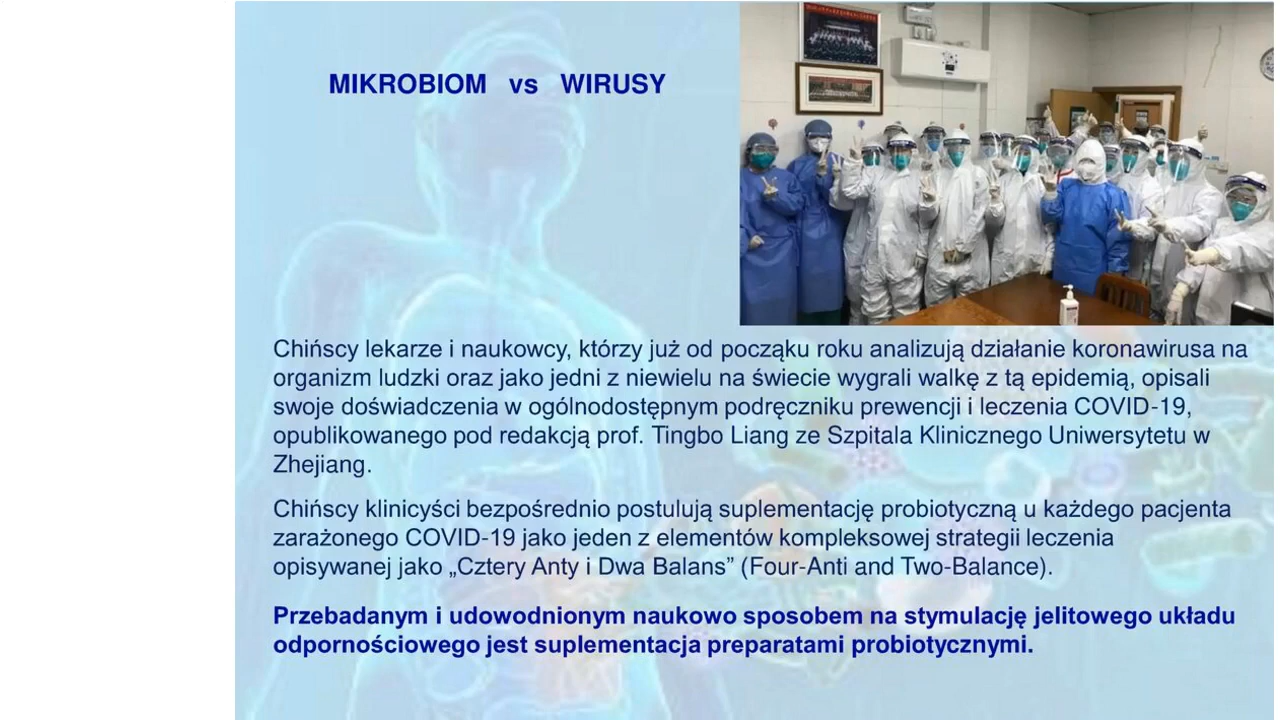 MIKROBIOM vs WIRUSY
Chińscy lekarze i naukowcy, którzy już od początku roku analizują działanie koronawirusa na
organizm ludzki oraz jako jedni z niewielu na świecie wygrali walkę z tą epidemią, opisali
swoje doświadczenia w ogólnodostępnym podręczniku prewencji i leczenia COVID-19,
opublikowanego pod redakcją prof. Tingbo Liang ze Szpitala Klinicznego Uniwersytetu w
Zhejiang.
Chińscy klinicyści bezpośrednio postulują suplementację probiotyczną u każdego pacjenta
zarażonego COVID-19 jako jeden z elementów kompleksowej strategii leczenia
opisywanej jako „Cztery Anty i Dwa Balans” (Four-Anti and Two-Balance).
Przebadanym i udowodnionym naukowo sposobem na stymulację jelitowego układu
odpornościowego jest suplementacja preparatami probiotycznymi.